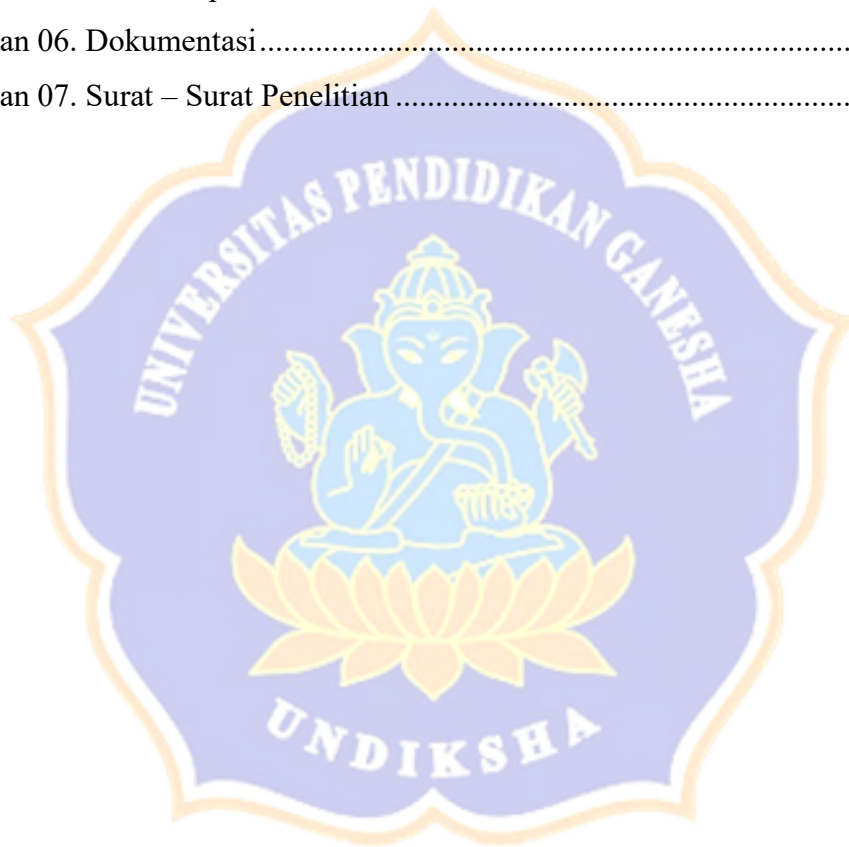 an 06. Dokumentasi..........................................................................
an 07. Surat – Surat Penelitian.........................................................
UNIVERSITAS PENDIDIKAN GANESHA
UNDIKSHA